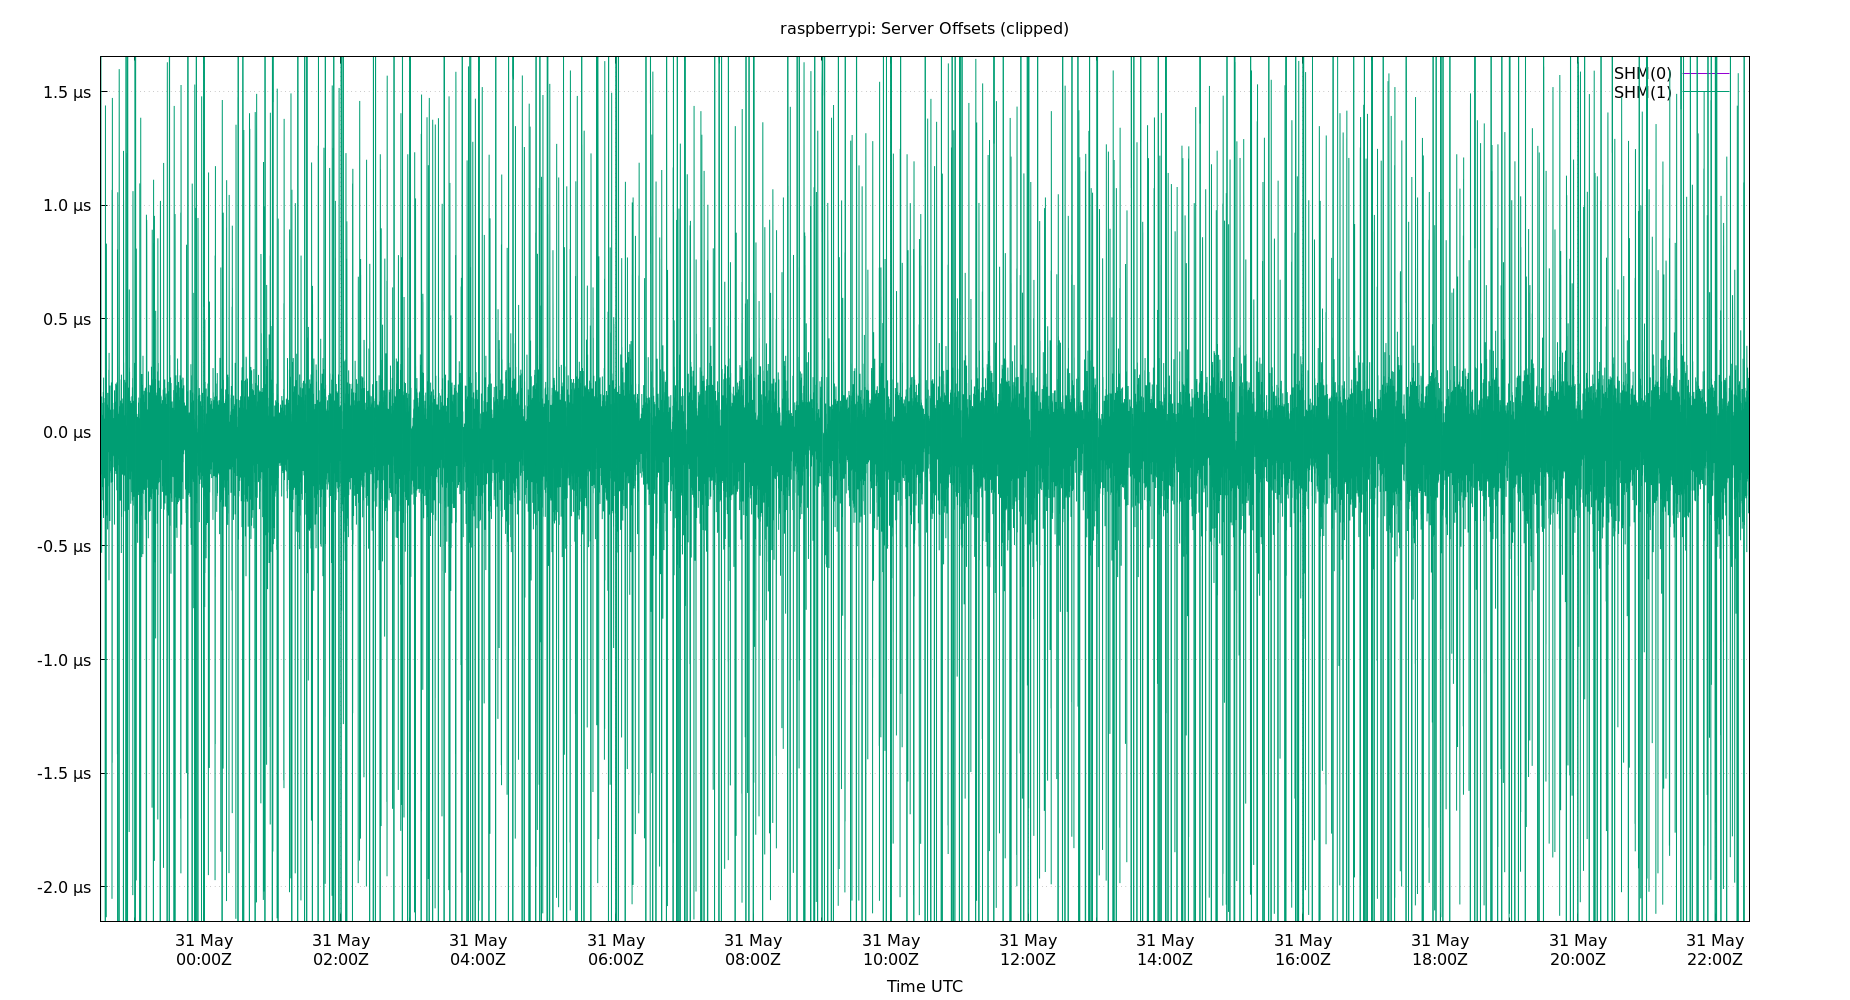 raspberrypi: Server Offsets (clipped)
SHM(0)
SHM(1)
1.5 µs
1.0 µs
0.5 µs
0.0 µs
-0.5 µs
-1.0 µs
-1.5 µs
-2.0 µs
31 May 31 May 31 May 31 May 31 May 31 May 31 May 31 May 31 May 31 May 31 May 31 May
00:00Z 02:00Z 04:00Z 06:00Z 08:00Z 10:00Z 12:00Z 14:00Z 16:00Z 18:00Z 20:00Z 22:00Z
Time UTC